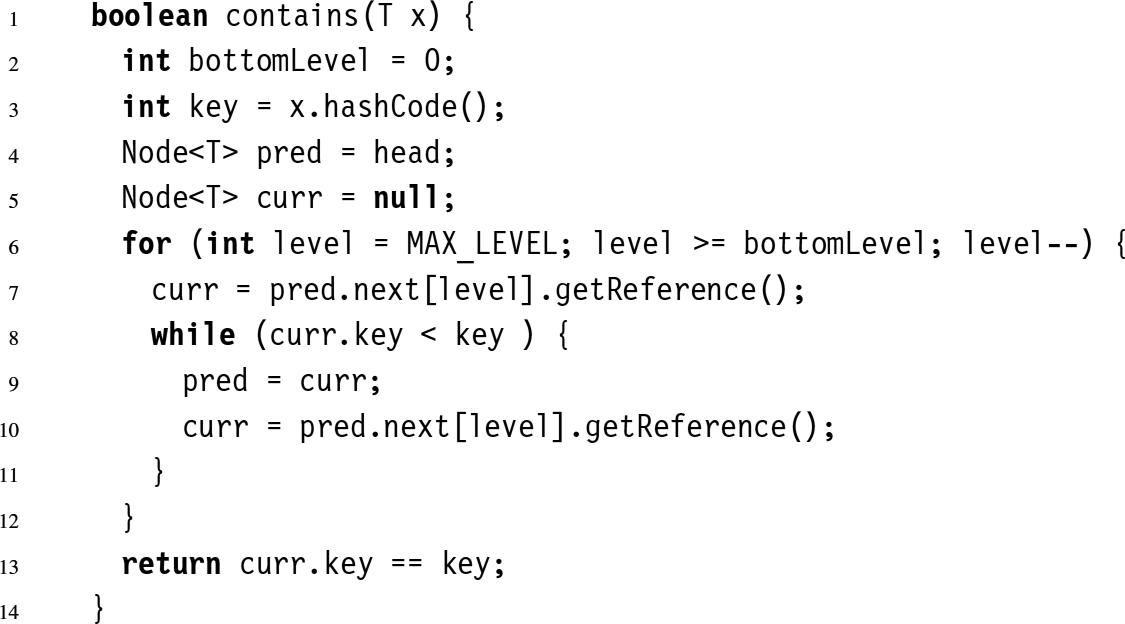 1 boolean contains(T x) {
2 int bottomLevel = 0;
3 int key = x.hashCode();
4 Node<T> pred = head;
5 Node<T> curr = null;
6 for (int level = MAX_LEVEL; level >= bottomLevel; level--) {
7 curr = pred.next[level].getReference();
8 while (curr.key < key ) {
9 pred = curr;
10 curr = pred.next[level].getReference();
11 }
12 }
13 return curr.key == key;
14 }